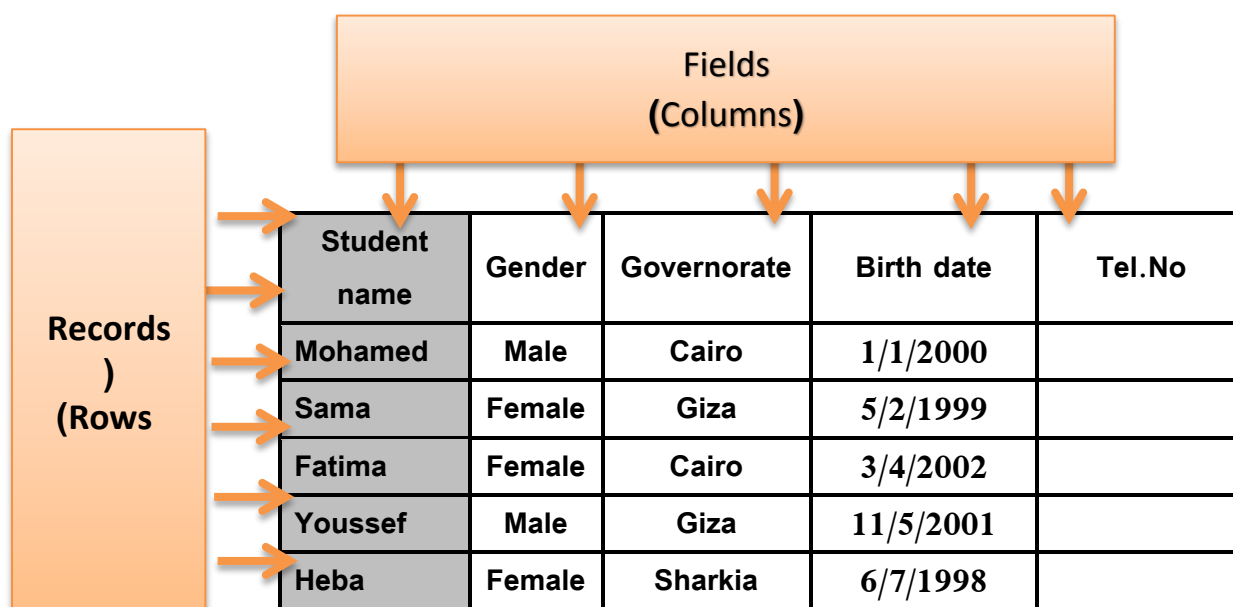 Fields
(Columns)
Records
)
(Rows
Student name Gender Governorate Birth date Tel.No
Mohamed Male Cairo 1/1/2000
Sama Female Giza 5/2/1999
Fatima Female Cairo 3/4/2002
Youssef Male Giza 11/5/2001
Heba Female Sharkia 6/7/1998